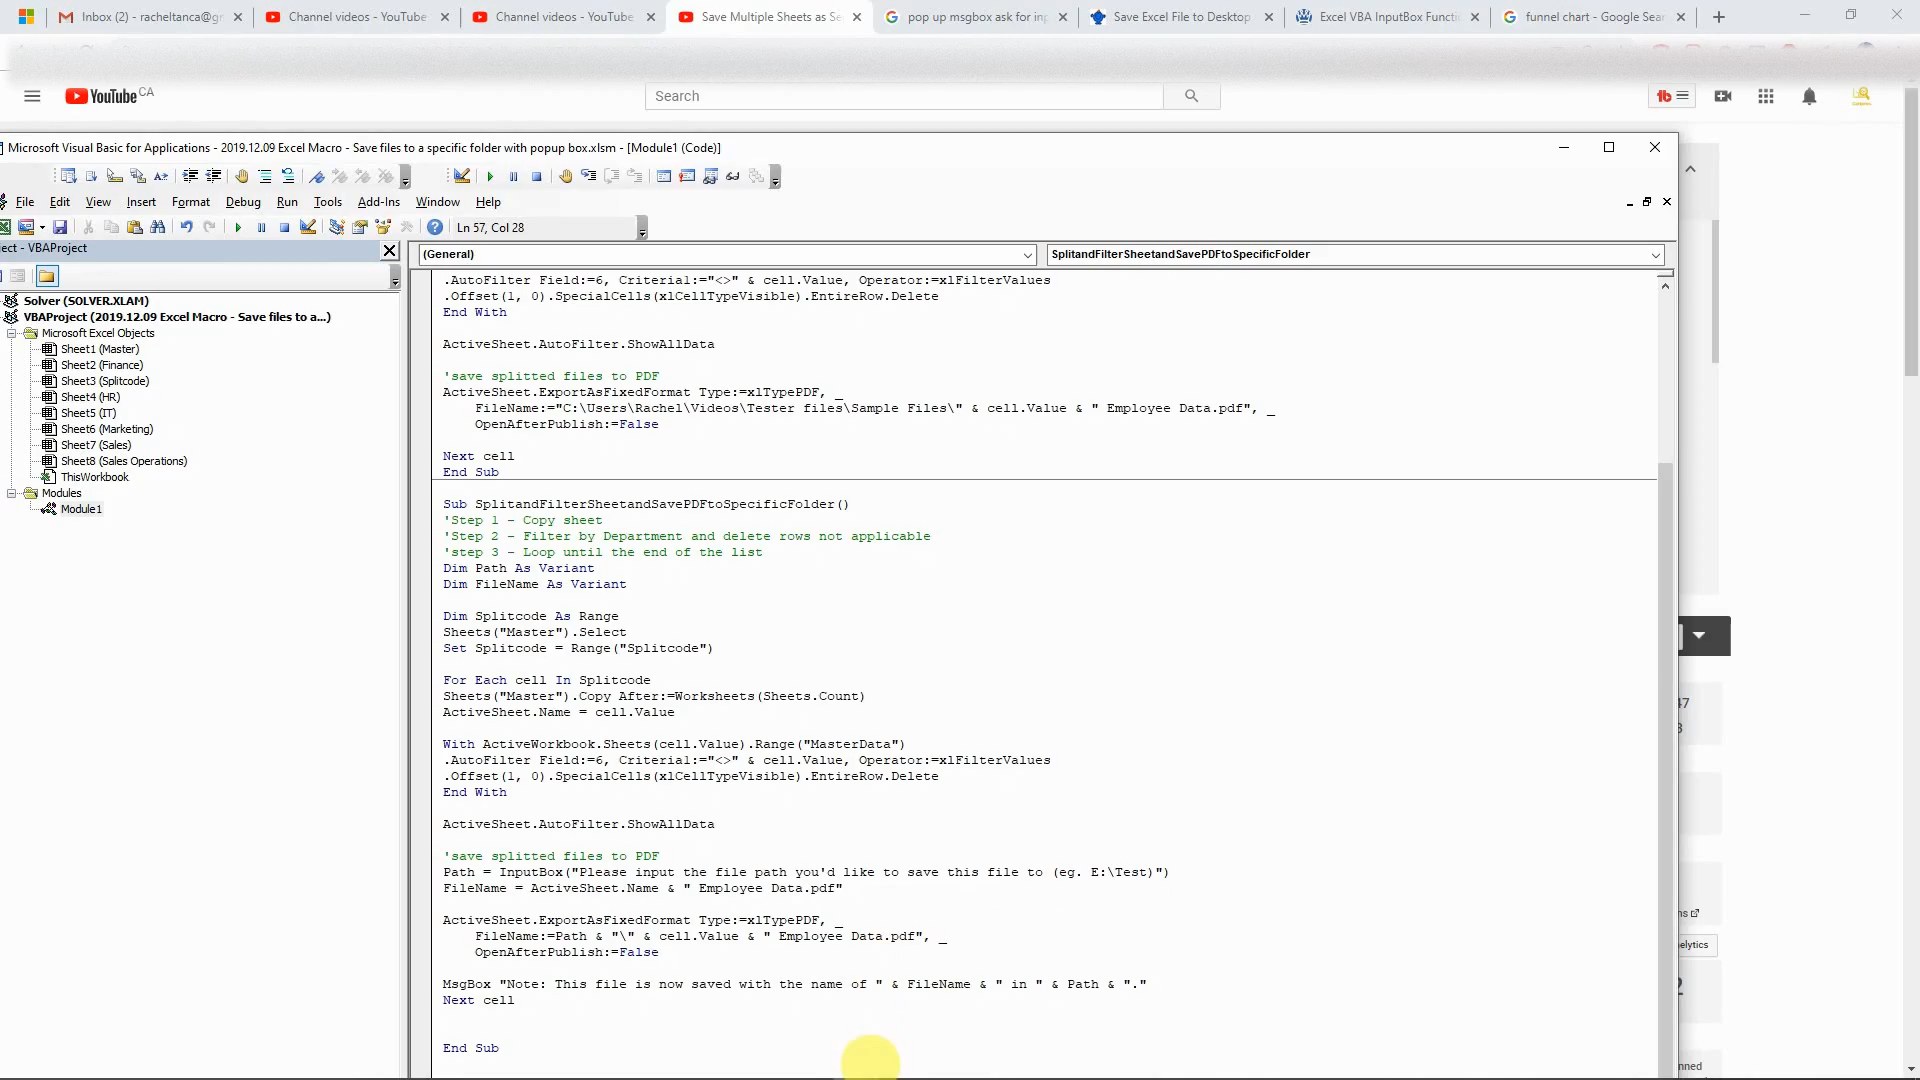 Inbox (2) - racheltanca@gr
Channel videos - YouTube
Channel videos - YouTube
Save Multiple Sheets as Se
pop up msgbox ask for inp
Save Excel File to Desktop
Excel VBA InputBox Functi
funnel chart - Google Sear
YouTube CA
Search
Microsoft Visual Basic for Applications - 2019.12.09 Excel Macro - Save files to a specific folder with popup box.xlsm - [Module1 (Code)]
File Edit View Insert Format Debug Run Tools Add-Ins Window Help
Ln 57, Col 28
ect - VBAProject
(General)
SplitandFilterSheetandSavePDFtoSpecificFolder
Solver (SOLVER.XLAM)
VBAProject (2019.12.09 Excel Macro - Save files to a...)
Microsoft Excel Objects
Sheet1 (Master)
Sheet2 (Finance)
Sheet3 (Splitcode)
Sheet4 (HR)
Sheet5 (IT)
Sheet6 (Marketing)
Sheet7 (Sales)
Sheet8 (Sales Operations)
ThisWorkbook
Modules
Module1
.AutoFilter Field:=6, Criteria1:="<>" & cell.Value, Operator:=xlFilterValues
.Offset(1, 0).SpecialCells(xlCellTypeVisible).EntireRow.Delete
End With
ActiveSheet.AutoFilter.ShowAllData
'save splitted files to PDF
ActiveSheet.ExportAsFixedFormat Type:=xlTypePDF, _
FileName:="C:\Users\Rachel\Videos\Tester files\Sample Files\" & cell.Value & " Employee Data.pdf", _
OpenAfterPublish:=False
Next cell
End Sub
Sub SplitandFilterSheetandSavePDFtoSpecificFolder()
'Step 1 - Copy sheet
'Step 2 - Filter by Department and delete rows not applicable
'step 3 - Loop until the end of the list
Dim Path As Variant
Dim FileName As Variant
Dim Splitcode As Range
Sheets("Master").Select
Set Splitcode = Range("Splitcode")
For Each cell In Splitcode
Sheets("Master").Copy After:=Worksheets(Sheets.Count)
ActiveSheet.Name = cell.Value
With ActiveWorkbook.Sheets(cell.Value).Range("MasterData")
.AutoFilter Field:=6, Criteria1:="<>" & cell.Value, Operator:=xlFilterValues
.Offset(1, 0).SpecialCells(xlCellTypeVisible).EntireRow.Delete
End With
ActiveSheet.AutoFilter.ShowAllData
'save splitted files to PDF
Path = InputBox("Please input the file path you'd like to save this file to (eg. E:\Test)")
FileName = ActiveSheet.Name & " Employee Data.pdf"
ActiveSheet.ExportAsFixedFormat Type:=xlTypePDF, _
FileName:=Path & "\" & cell.Value & " Employee Data.pdf", _
OpenAfterPublish:=False
MsgBox "Note: This file is now saved with the name of " & FileName & " in " & Path & "."
Next cell
End Sub
47
3
ns
elytics
2
nned